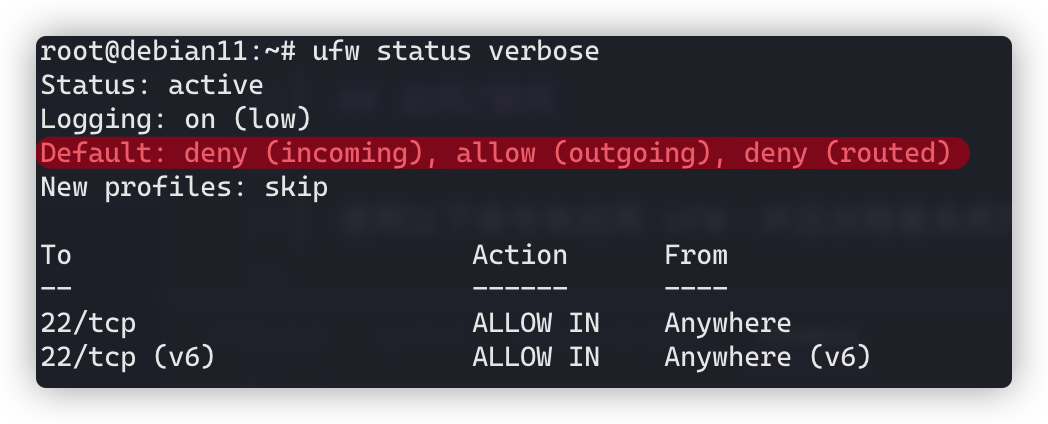 root@debian11:~# ufw status verbose
Status: active
Logging: on (low)
Default: deny (incoming), allow (outgoing), deny (routed)
New profiles: skip
To                         Action      From
--                         ------      ----
22/tcp                     ALLOW IN    Anywhere
22/tcp (v6)                ALLOW IN    Anywhere (v6)